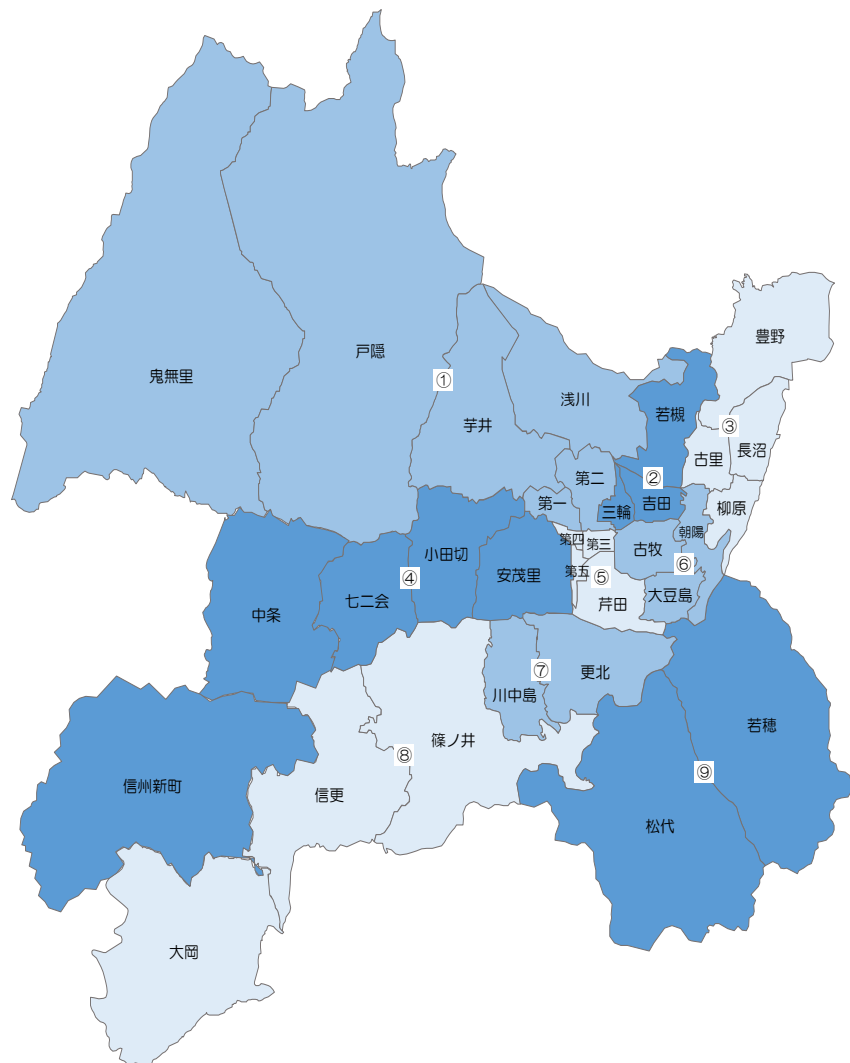 豊野
戸隠
鬼無里
①
浅川
芋井
若槻
③
長沼
古里
第二
②
第一
三輪
吉田
柳原
朝陽
第四
第三
古牧
小田切
安茂里
第五
⑤
⑥
④
七二会
芹田
大豆島
中条
⑦
更北
川中島
若穂
篠ノ井
⑧
⑨
信州新町
信更
松代
大岡